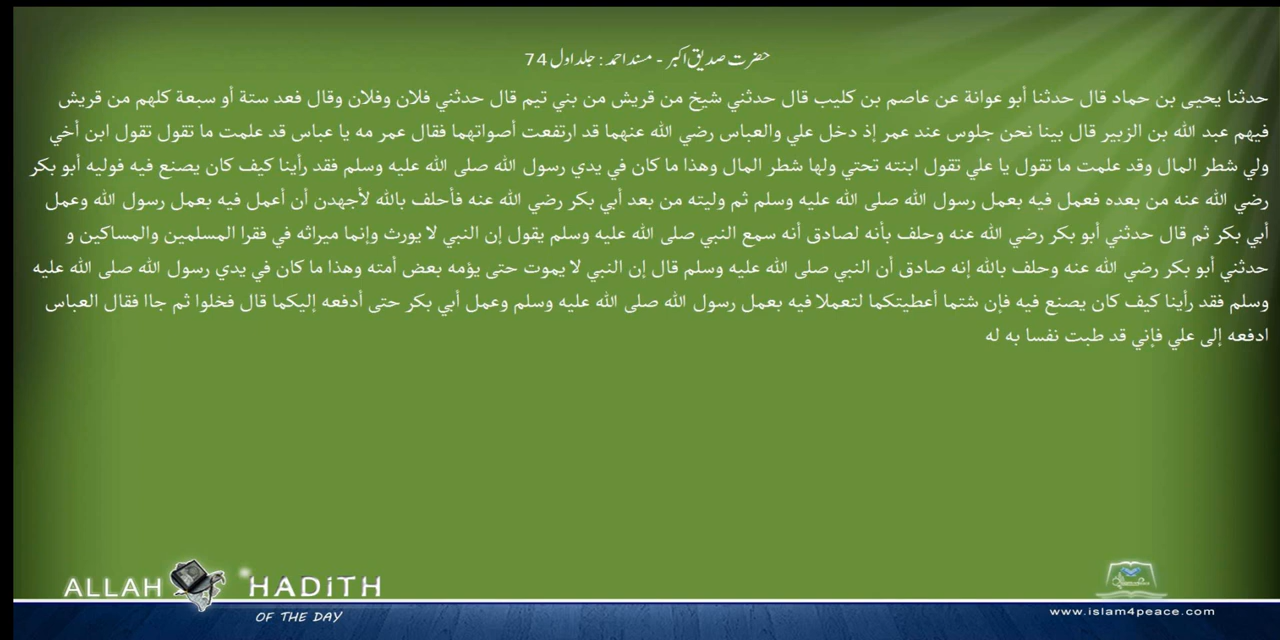 حضرت صدیق اکبر - مسند احمد: جلد اول 74
حدثنا يحيى بن حماد قال حدثنا أبو عوانة عن عاصم بن كليب قال حدثني شيخ من قريش من بني تيم قال حدثني فلان وفلان وقال فعد ستة أو سبعة كلهم من قريش
فيهم عبد الله بن الزبير قال بينا نحن جلوس عند عمر إذ دخل علي والعباس رضي الله عنهما قد ارتفعت أصواتهما فقال عمر مه يا عباس قد علمت ما تقول تقول ابن أخي
ولي شطر المال وقد علمت ما تقول يا علي تقول ابنته تحتي ولها شطر المال وهذا ما كان في يدي رسول الله صلى الله عليه وسلم فقد رأينا كيف كان يصنع فيه فوليه أبو بكر
رضي الله عنه من بعده فعمل فيه بعمل رسول الله صلى الله عليه وسلم ثم وليته من بعد أبي بكر رضي الله عنه فأحلف بالله لأجهدن أن أعمل فيه بعمل رسول الله وعمل
أبي بكر ثم قال حدثني أبو بكر رضي الله عنه وحلف بأنه لصادق أنه سمع النبي صلى الله عليه وسلم يقول إن النبي لا يورث وإنما ميراثه في فقرا المسلمين والمساكين و
حدثني أبو بكر رضي الله عنه وحلف بالله إنه صادق أن النبي صلى الله عليه وسلم قال إن النبي لا يموت حتى يؤمه بعض أمته وهذا ما كان في يدي رسول الله صلى الله عليه
وسلم فقد رأينا كيف كان يصنع فيه فإن شئتما أعطيتكما لتعملا فيه بعمل رسول الله صلى الله عليه وسلم وعمل أبي بكر حتى أدفعه إليكما قال فخلوا ثم جاا فقال العباس
ادفعه إلى علي فإني قد طبت نفسا به له
ALLAH HADITH
OF THE DAY
www.islam4peace.com